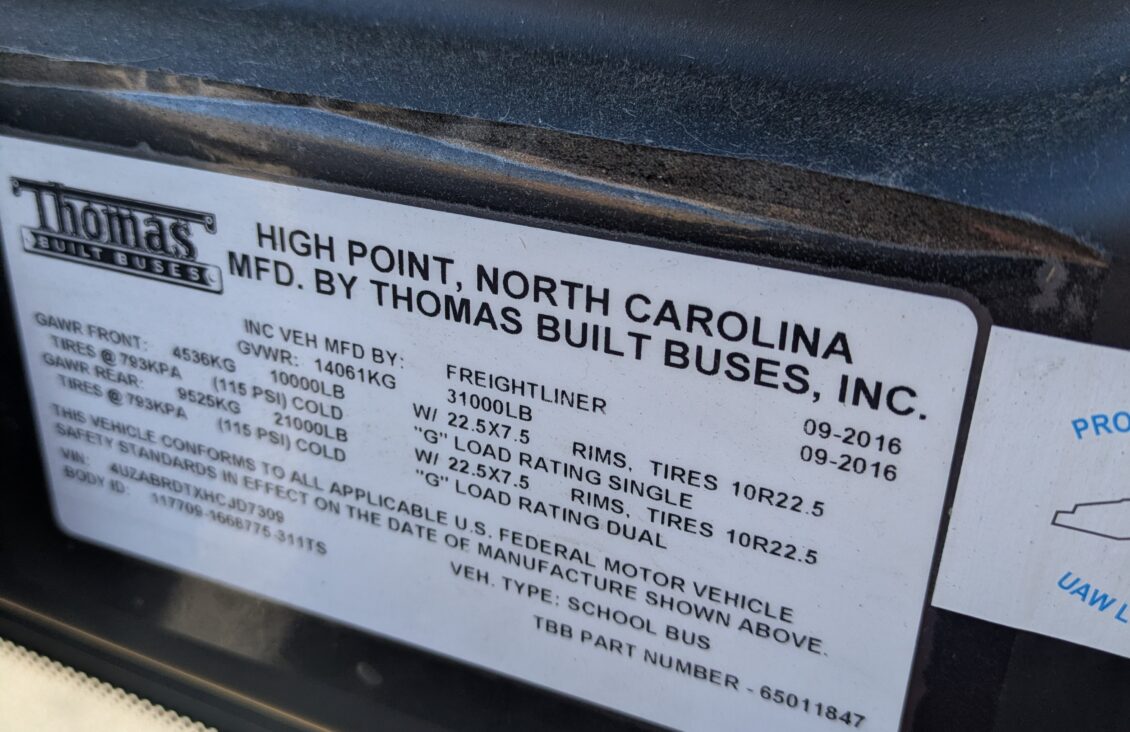 Thomas
BUILT BUSES
HIGH POINT, NORTH CAROLINA
MFD. BY THOMAS BUILT BUSES, INC.
INC VEH MFD BY: FREIGHTLINER 09-2016
GVWR: 14061KG 31000LB 09-2016
GAWR FRONT: 4536KG 10000LB W/ 22.5X7.5 RIMS, TIRES 10R22.5
TIRES @ 793KPA (115 PSI) COLD "G" LOAD RATING SINGLE
GAWR REAR: 9525KG 21000LB W/ 22.5X7.5 RIMS, TIRES 10R22.5
TIRES @ 793KPA (115 PSI) COLD "G" LOAD RATING DUAL
THIS VEHICLE CONFORMS TO ALL APPLICABLE U.S. FEDERAL MOTOR VEHICLE
SAFETY STANDARDS IN EFFECT ON THE DATE OF MANUFACTURE SHOWN ABOVE.
VIN: 4UZABRDTXHCJD7309 VEH. TYPE: SCHOOL BUS
BODY ID: 117709-1668775-311TS TBB PART NUMBER - 65011847
PRO
UAW L